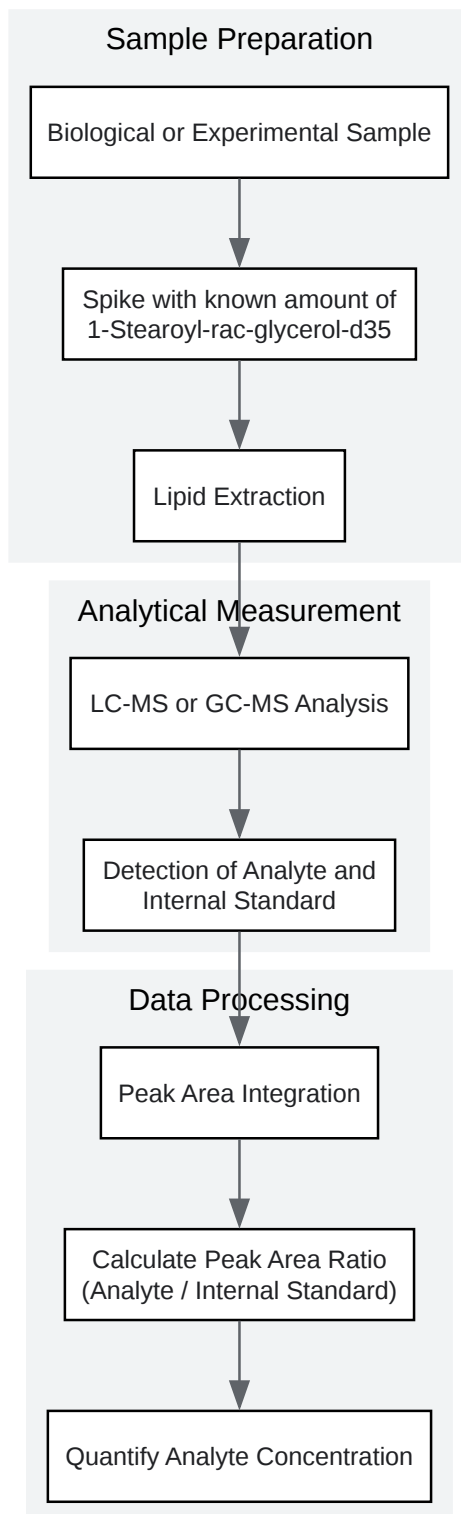 Sample Preparation
Biological or Experimental Sample
Spike with known amount of
1-Stearoyl-rac-glycerol-d35
Lipid Extraction
Analytical Measurement
LC-MS or GC-MS Analysis
Detection of Analyte and
Internal Standard
Data Processing
Peak Area Integration
Calculate Peak Area Ratio
(Analyte / Internal Standard)
Quantify Analyte Concentration